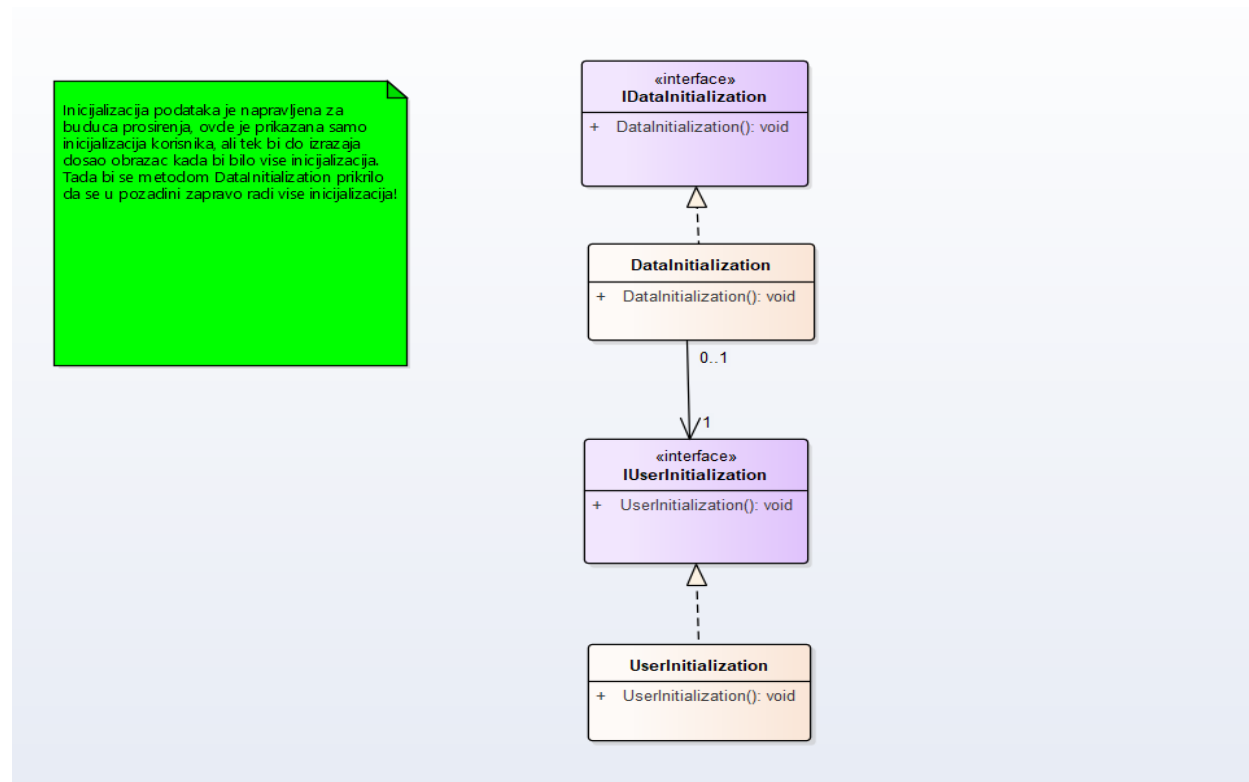 Inicijalizacija podataka je napravljena za
buduca prosirenja, ovde je prikazana samo
inicijalizacija korisnika, ali tek bi do izrazaja
dosao obrazac kada bi bilo vise inicijalizacija.
Tada bi se metodom DataInitialization prikrilo
da se u pozadini zapravo radi vise inicijalizacija!
«interface»
IDataInitialization
+ DataInitialization(): void
DataInitialization
+ DataInitialization(): void
0..1
1
«interface»
IUserInitialization
+ UserInitialization(): void
UserInitialization
+ UserInitialization(): void